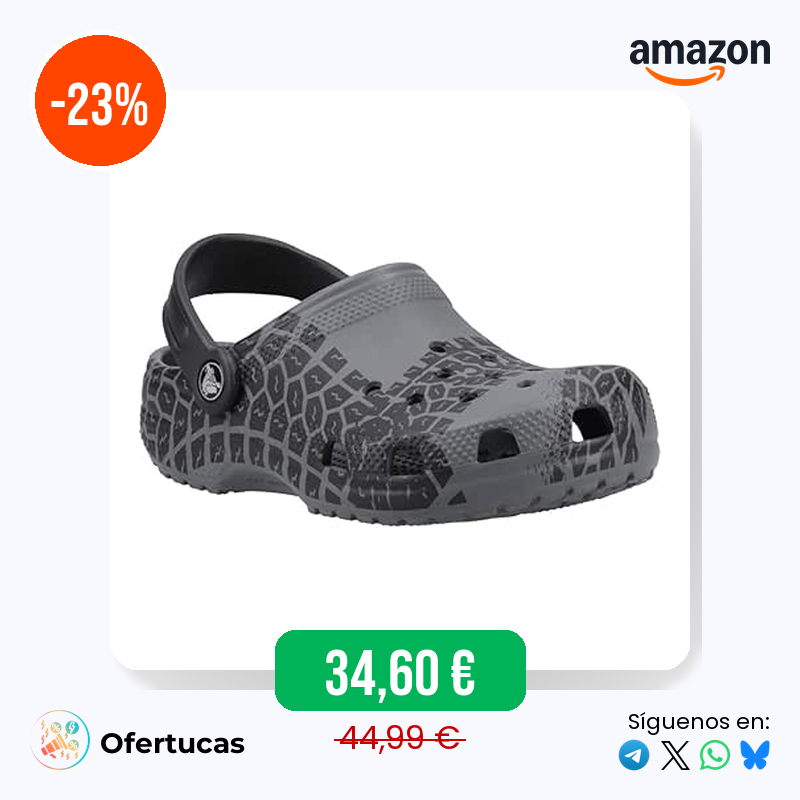 -23%
amazon
34,60 €
44,99 €
Ofertucas
Síguenos en: